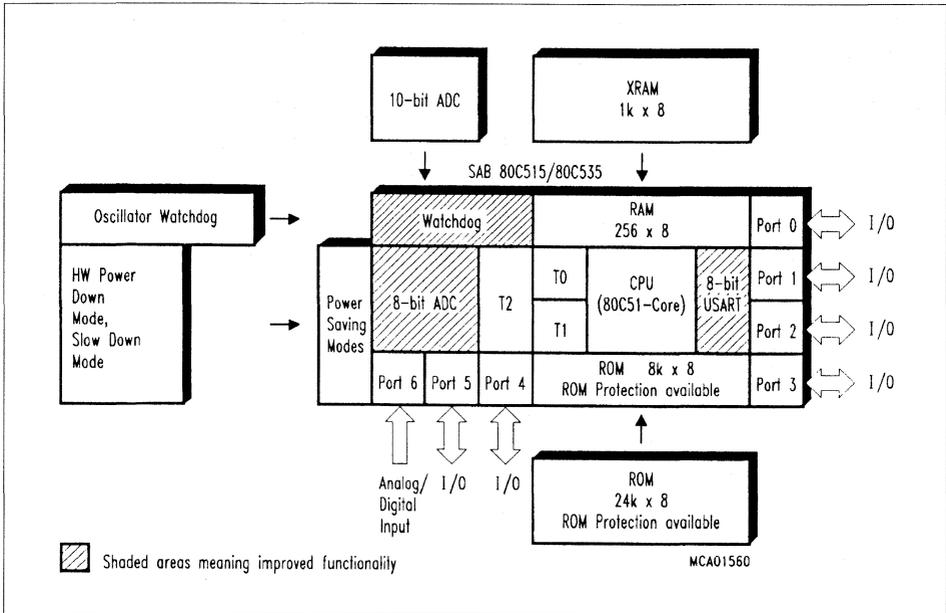 10-bit ADC
XRAM
1k x 8
SAB 80C515/80C535
Oscillator Watchdog
HW Power
Down
Mode,
Slow Down
Mode
Power
Saving
Modes
Watchdog
RAM
256 x 8
Port 0
I/O
8-bit ADC
T2
T0
T1
CPU
(80C51-Core)
8-bit
USART
Port 1
I/O
Port 2
I/O
Port 6
Port 5
Port 4
ROM 8k x 8
ROM Protection available
Port 3
I/O
Analog/
Digital
Input
I/O
I/O
ROM
24k x 8
ROM Protection available
Shaded areas meaning improved functionality
MCA01560